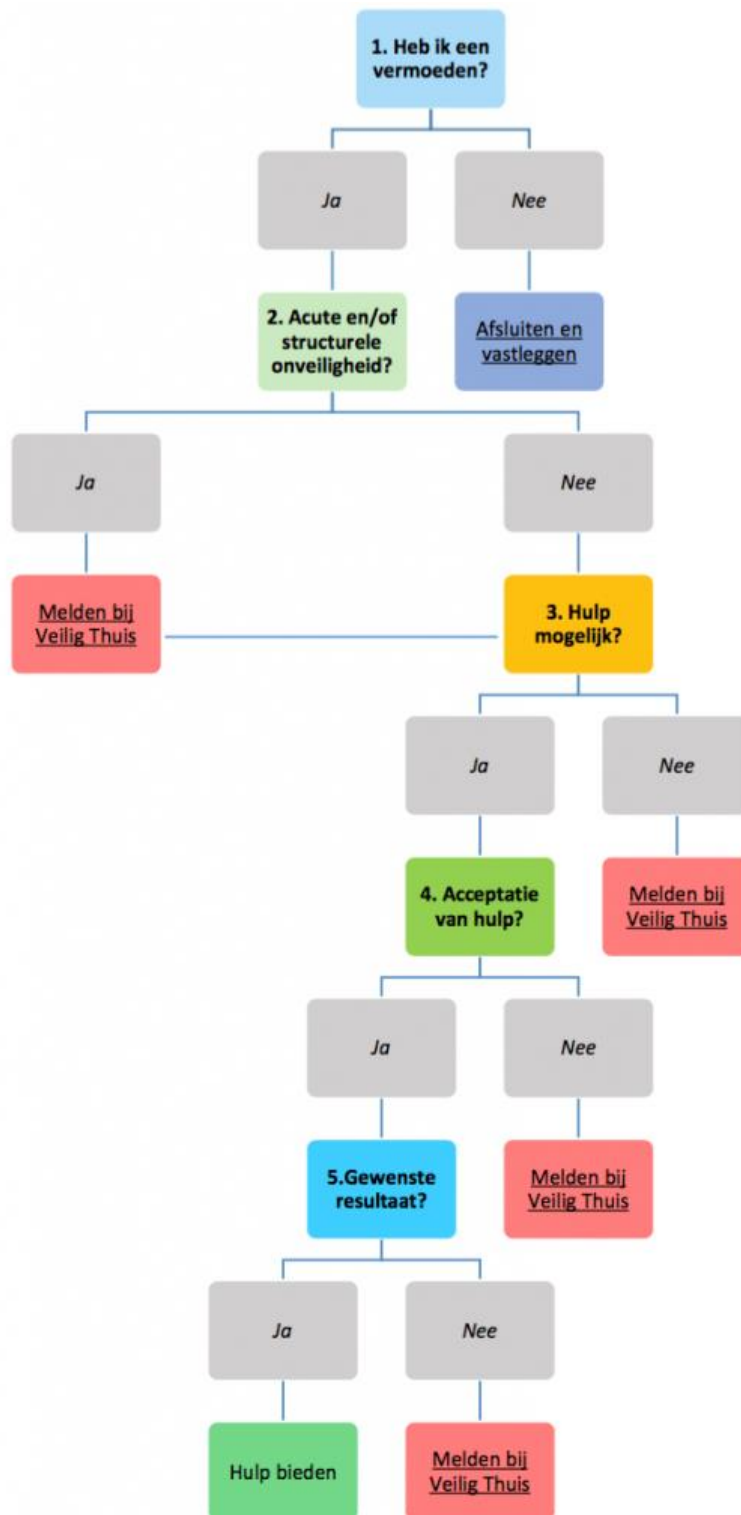 1. Heb ik een
vermoeden?
Ja
Nee
2. Acute en/of
structurele
onveiligheid?
Afsluiten en
vastleggen
Ja
Nee
Melden bij
Veilig Thuis
3. Hulp
mogelijk?
Ja
Nee
4. Acceptatie
van hulp?
Melden bij
Veilig Thuis
Ja
Nee
5.Gewenste
resultaat?
Melden bij
Veilig Thuis
Ja
Nee
Hulp bieden
Melden bij
Veilig Thuis